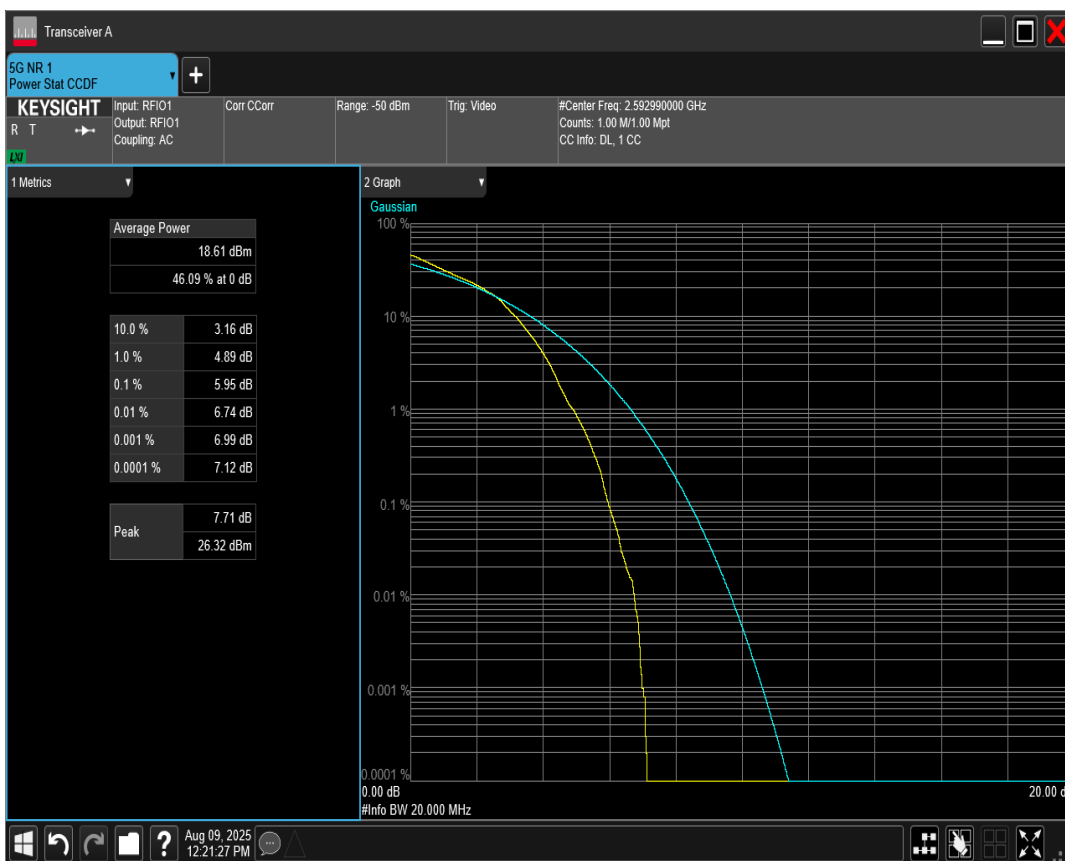 Transceiver A
5G NR 1
Power Stat CCDF
+
KEYSIGHT
R T
LXI
Input: RFIO1
Output: RFIO1
Coupling: AC
Corr CCorr
Range: -50 dBm
Trig: Video
#Center Freq: 2.592990000 GHz
Counts: 1.00 M/1.00 Mpt
CC Info: DL, 1 CC
1 Metrics
Average Power
18.61 dBm
46.09 % at 0 dB
10.0 % 3.16 dB
1.0 % 4.89 dB
0.1 % 5.95 dB
0.01 % 6.74 dB
0.001 % 6.99 dB
0.0001 % 7.12 dB
Peak 7.71 dB
26.32 dBm
2 Graph
Gaussian
100 %
10 %
1 %
0.1 %
0.01 %
0.001 %
0.0001 %
0.00 dB 20.00 d
#Info BW 20.000 MHz
?
Aug 09, 2025
12:21:27 PM